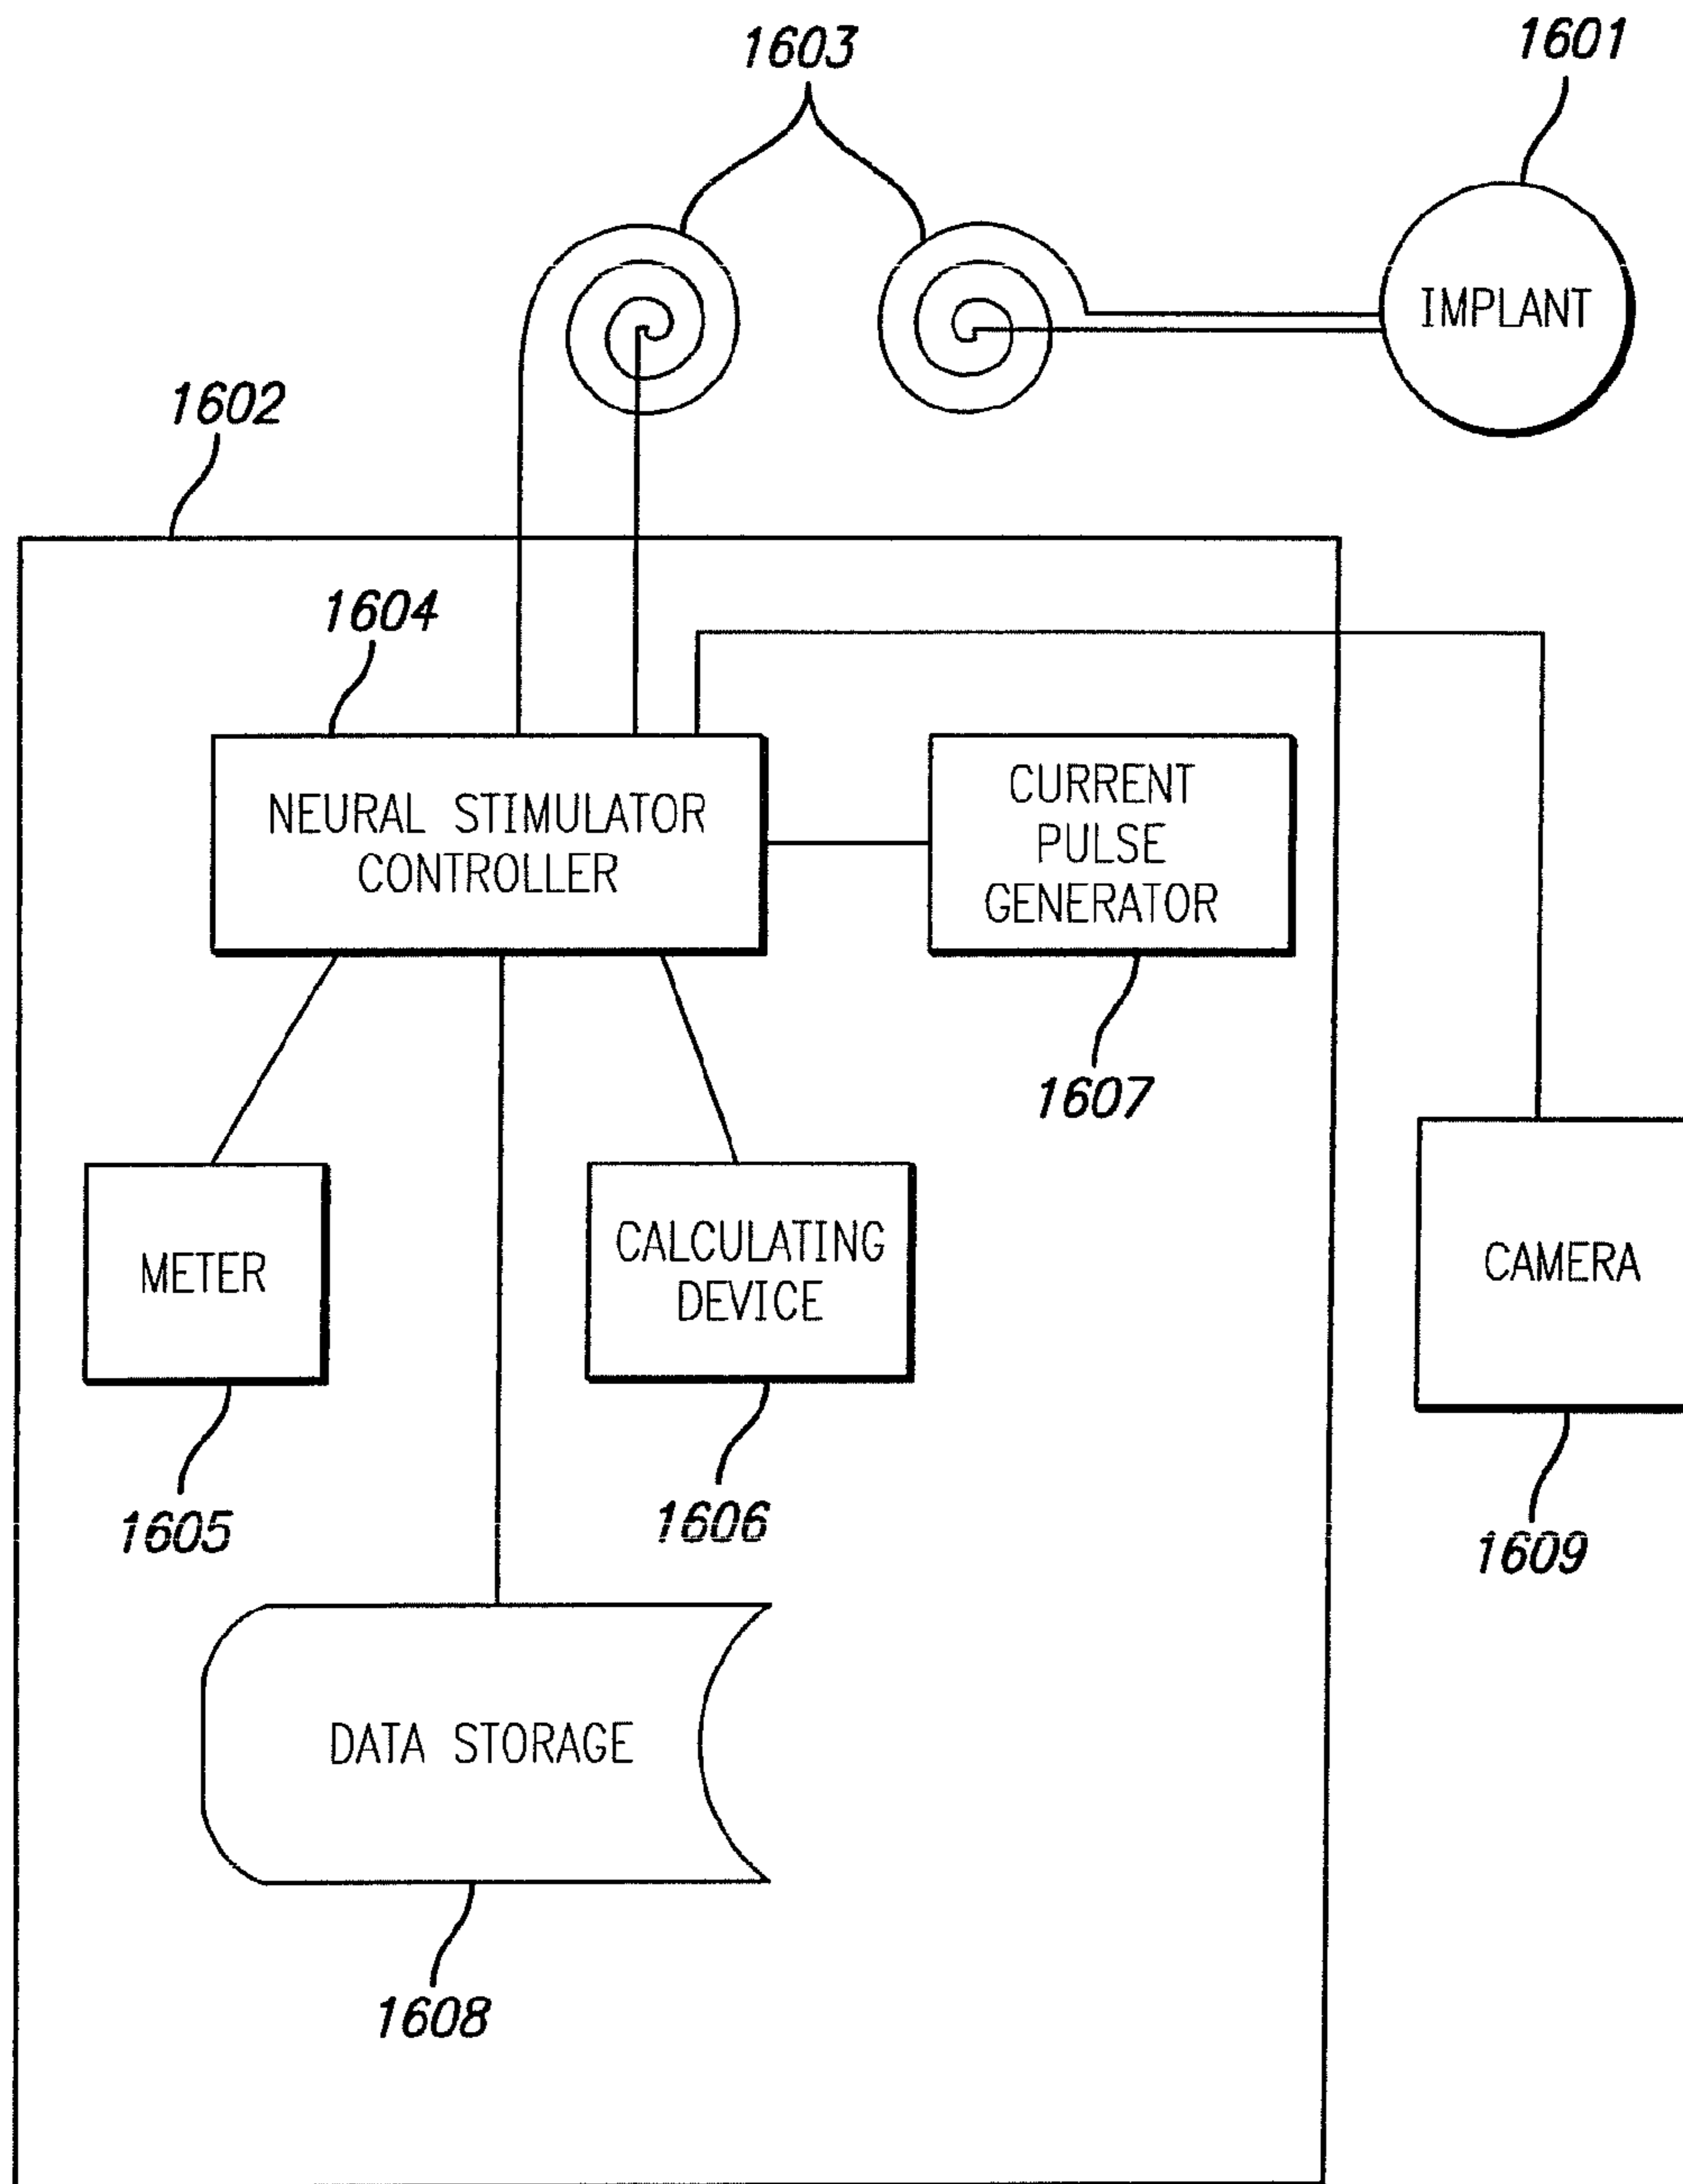 1603
1601
IMPLANT
1602
1604
NEURAL STIMULATOR
CONTROLLER
CURRENT
PULSE
GENERATOR
1607
METER
CALCULATING
DEVICE
CAMERA
1605
1606
1609
DATA STORAGE
1608